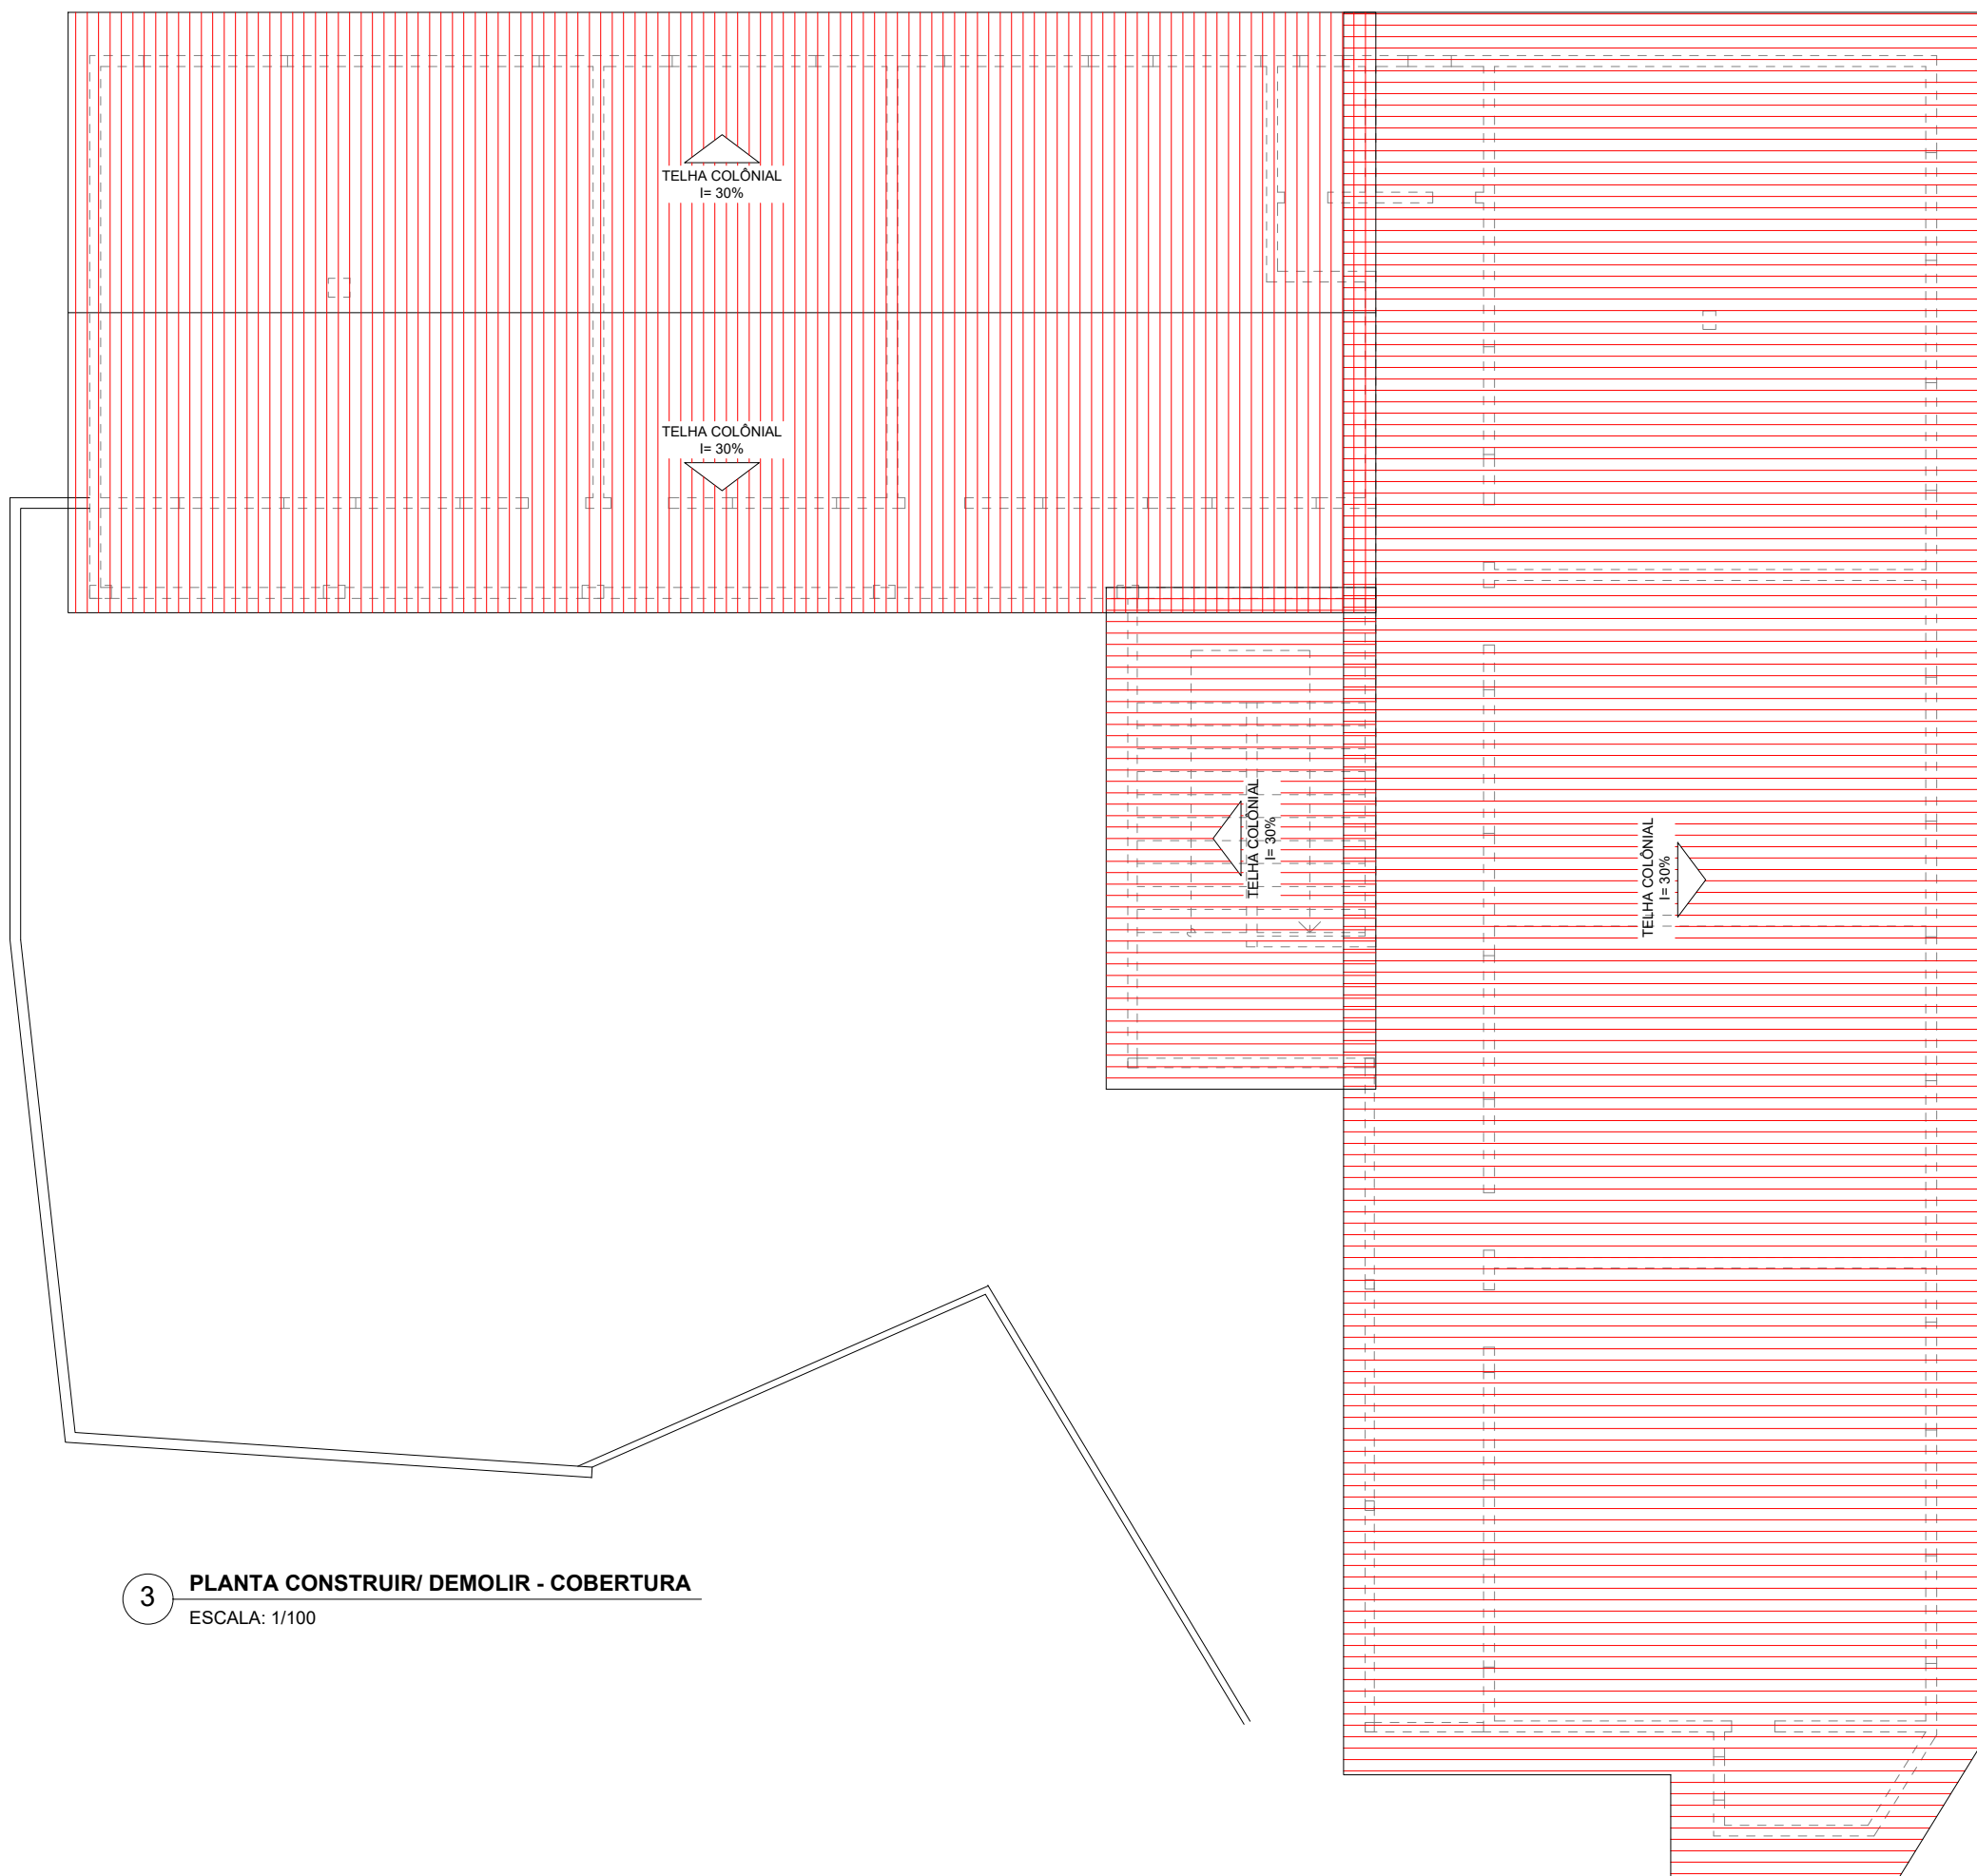 TELHA COLÔNIAL
I= 30%
TELHA COLÔNIAL
I= 30%
TELHA COLÔNIAL
I= 30%
TELHA COLÔNIAL
I= 30%
3
PLANTA CONSTRUIR/ DEMOLIR - COBERTURA
ESCALA: 1/100